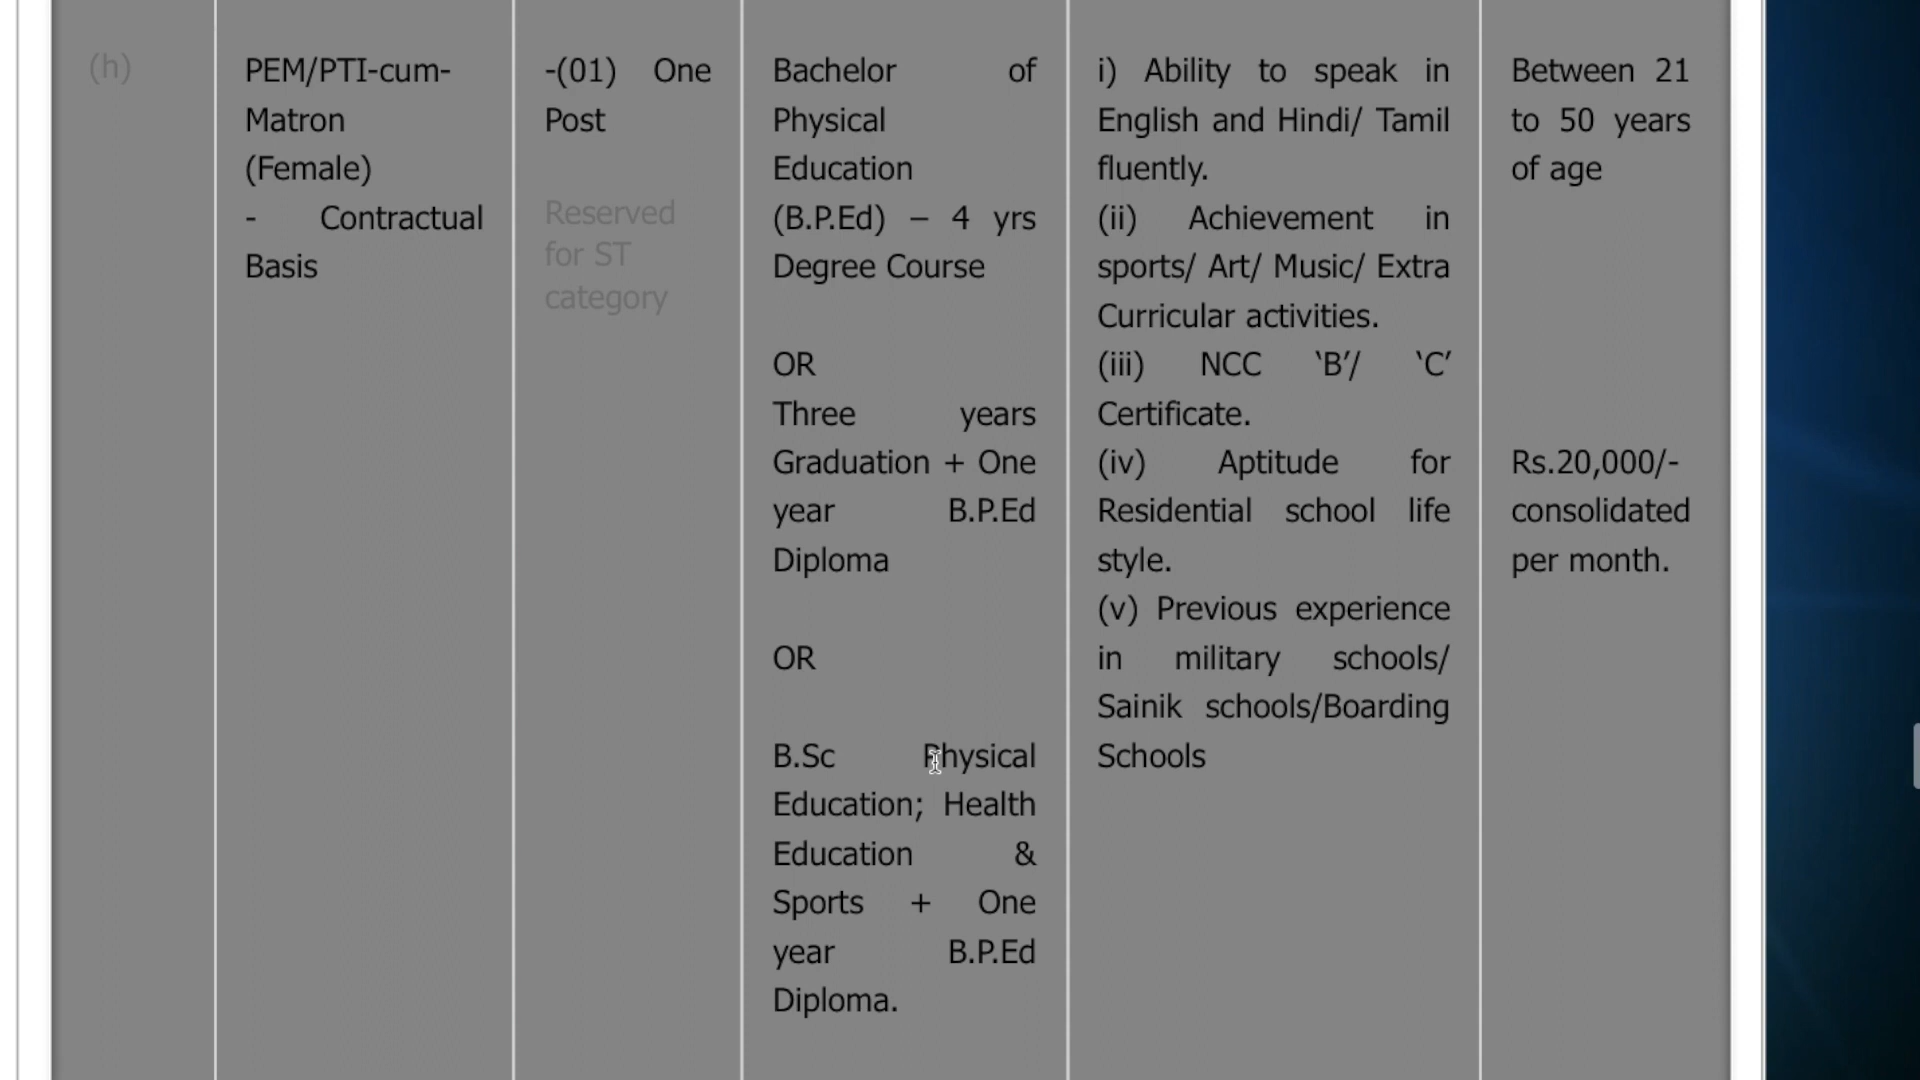 (h)
PEM/PTI-cum-
Matron
(Female)
- Contractual
Basis
-(01) One
Post
Reserved
for ST
category
Bachelor of
Physical
Education
(B.P.Ed) – 4 yrs
Degree Course
OR
Three years
Graduation + One
year B.P.Ed
Diploma
OR
B.Sc Physical
Education; Health
Education &
Sports + One
year B.P.Ed
Diploma.
i) Ability to speak in
English and Hindi/ Tamil
fluently.
(ii) Achievement in
sports/ Art/ Music/ Extra
Curricular activities.
(iii) NCC ‘B’/ ‘C’
Certificate.
(iv) Aptitude for
Residential school life
style.
(v) Previous experience
in military schools/
Sainik schools/Boarding
Schools
Between 21
to 50 years
of age
Rs.20,000/-
consolidated
per month.